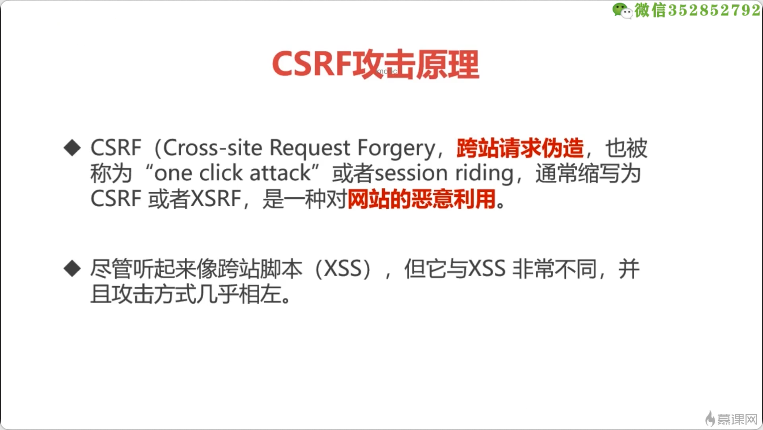 微信352852792
CSRF攻击原理
◆ CSRF（Cross-site Request Forgery，跨站请求伪造，也被
称为“one click attack”或者session riding，通常缩写为
CSRF 或者XSRF，是一种对网站的恶意利用。
◆ 尽管听起来像跨站脚本（XSS），但它与XSS 非常不同，并
且攻击方式几乎相左。
慕课网